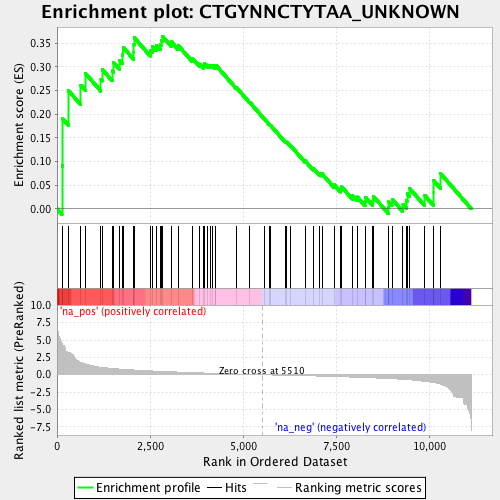 Enrichment plot: CTGYNNCTYTAA_UNKNOWN
Enrichment score (ES)
0.35
0.30
0.25
0.20
0.15
0.10
0.05
0.00
Ranked list metric (PreRanked)
10.0
7.5
5.0
2.5
0.0
-2.5
-5.0
-7.5
'na_pos' (positively correlated)
Zero cross at 5510
'na_neg' (negatively correlated)
0
2,500
5,000
7,500
10,000
Rank in Ordered Dataset
Enrichment profile
Hits
Ranking metric scores